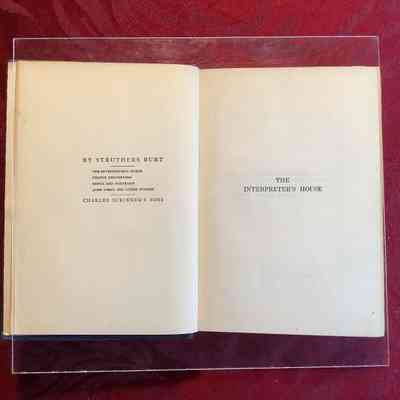 BY STRUTHERS BURT
THE INTERPRETER'S HOUSE
CHANCE ENCOUNTERS
SONGS AND PORTRAITS
JOHN O'MAY, AND OTHER STORIES
CHARLES SCRIBNER'S SONS
THE
INTERPRETER'S HOUSE